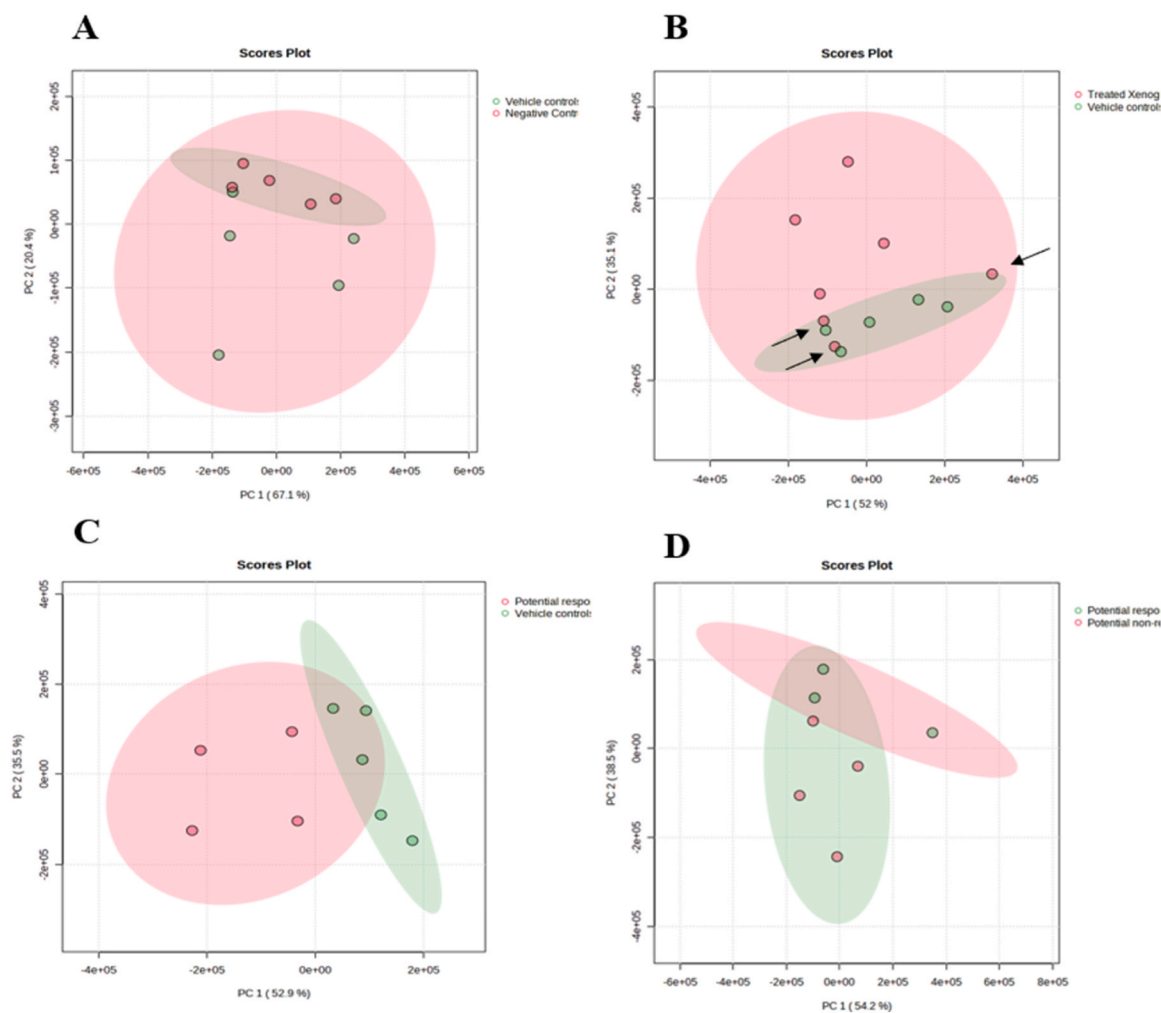 A
Scores Plot
Vehicle controls
Negative Contr
2e+05
1e+05
0e+00
-1e+05
-2e+05
-3e+05
PC 2 ( 20.4 %)
-6e+05 -4e+05 -2e+05 0e+00 2e+05 4e+05 6e+05
PC 1 ( 67.1 %)
B
Scores Plot
Treated Xenog
Vehicle controls
4e+05
2e+05
0e+00
-2e+05
PC 2 ( 35.1 %)
-4e+05 -2e+05 0e+00 2e+05 4e+05
PC 1 ( 52 %)
C
Scores Plot
Potential respo
Vehicle controls
4e+05
2e+05
0e+00
-2e+05
PC 2 ( 35.5 %)
-4e+05 -2e+05 0e+00 2e+05
PC 1 ( 52.9 %)
D
Scores Plot
Potential respo
Potential non-re
2e+05
0e+00
-2e+05
-4e+05
PC 2 ( 38.5 %)
-6e+05 -4e+05 -2e+05 0e+00 2e+05 4e+05 6e+05 8e+05
PC 1 ( 54.2 %)